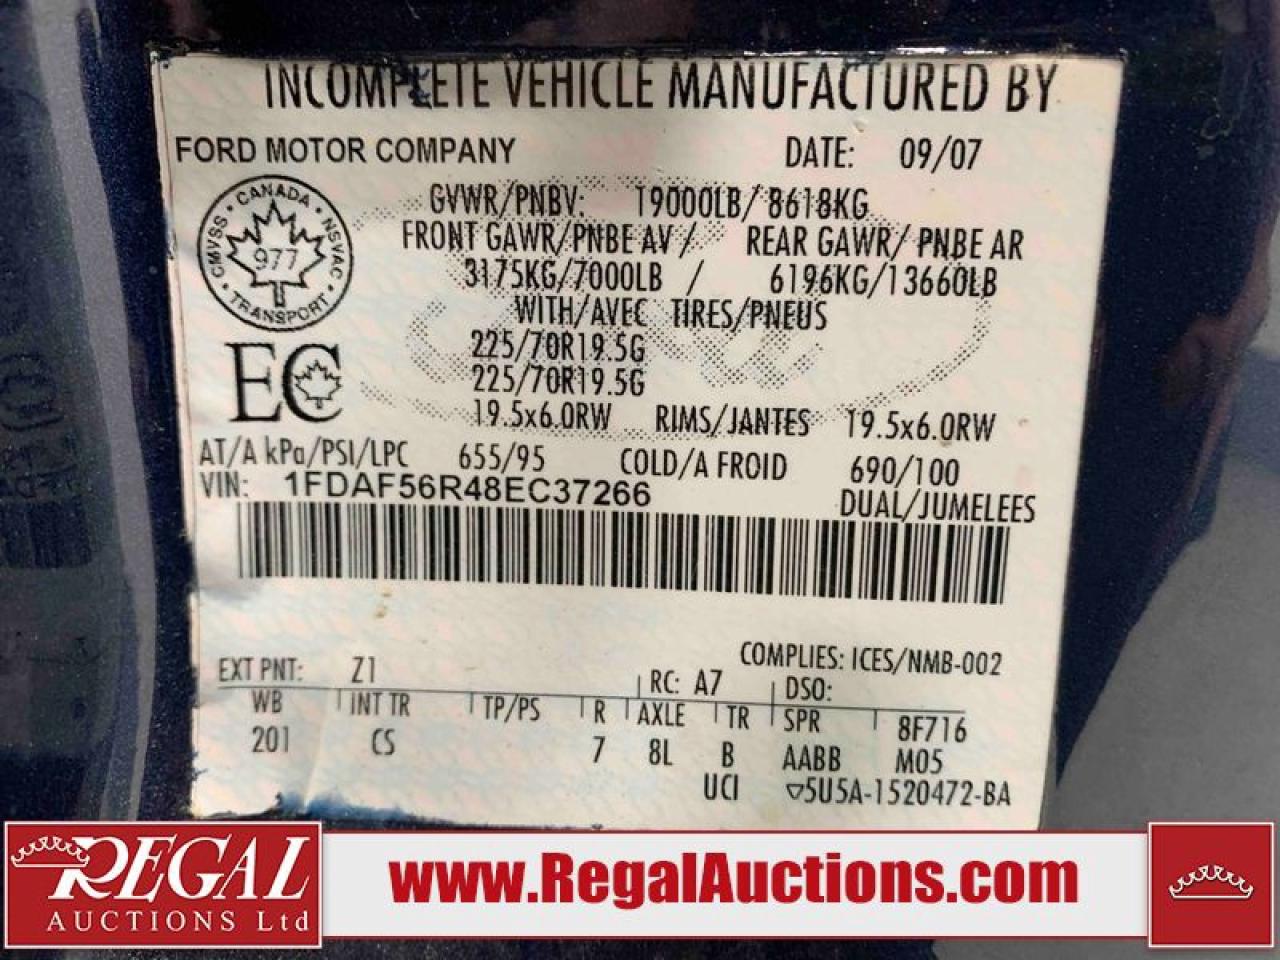 INCOMPLETE VEHICLE MANUFACTURED BY
FORD MOTOR COMPANY DATE: 09/07
GVWR/PNBV: 19000LB/ 8618KG
FRONT GAWR/PNBE AV / REAR GAWR/ PNBE AR
3175KG/7000LB / 6196KG/13660LB
WITH/AVEC TIRES/PNEUS
CMVSS • CANADA • NSVAC • TRANSPORT •
977
EC
225/70R19.5G
225/70R19.5G
19.5x6.0RW RIMS/JANTES 19.5x6.0RW
AT/A kPa/PSI/LPC 655/95 COLD/A FROID 690/100
VIN: 1FDAF56R48EC37266 DUAL/JUMELEES
COMPLIES: ICES/NMB-002
EXT PNT: Z1 RC: A7 DSO:
WB INT TR TP/PS R AXLE TR SPR 8F716
201 CS 7 8L B AABB M05
UCI ▽5U5A-1520472-BA
REGAL
AUCTIONS Ltd
www.RegalAuctions.com